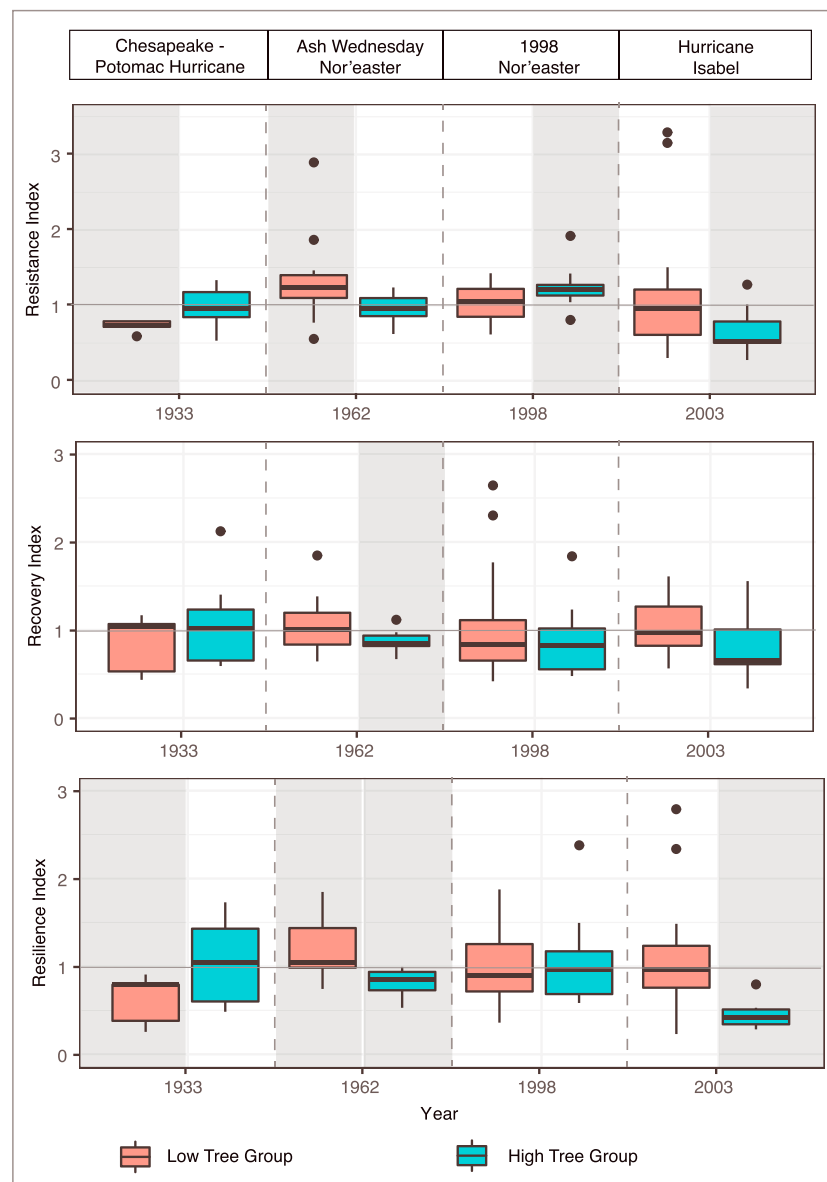 Chesapeake -
Potomac Hurricane
Ash Wednesday
Nor'easter
1998
Nor'easter
Hurricane
Isabel
Resistance Index
3
2
1
0
1933
1962
1998
2003
Recovery Index
3
2
1
0
1933
1962
1998
2003
Resilience Index
3
2
1
0
1933
1962
1998
2003
Year
Low Tree Group
High Tree Group